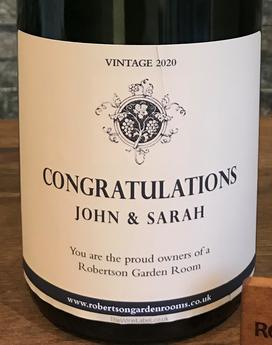 VINTAGE 2020
CONGRATULATIONS
JOHN & SARAH
You are the proud owners of a
Robertson Garden Room
www.robertsongardenrooms.co.uk